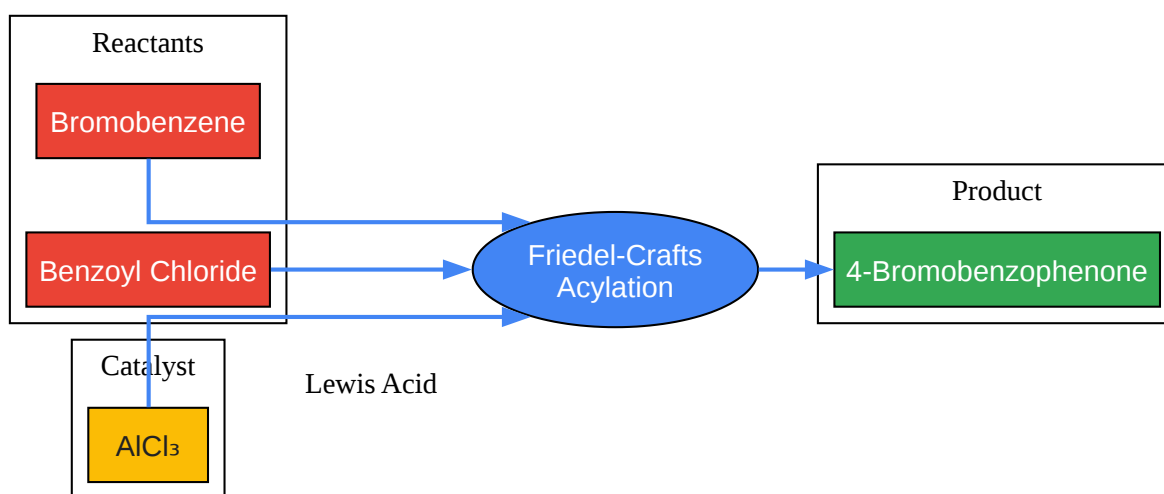 Reactants
Bromobenzene
Benzoyl Chloride
Catalyst
AlCl₃
Lewis Acid
Friedel-Crafts
Acylation
Product
4-Bromobenzophenone